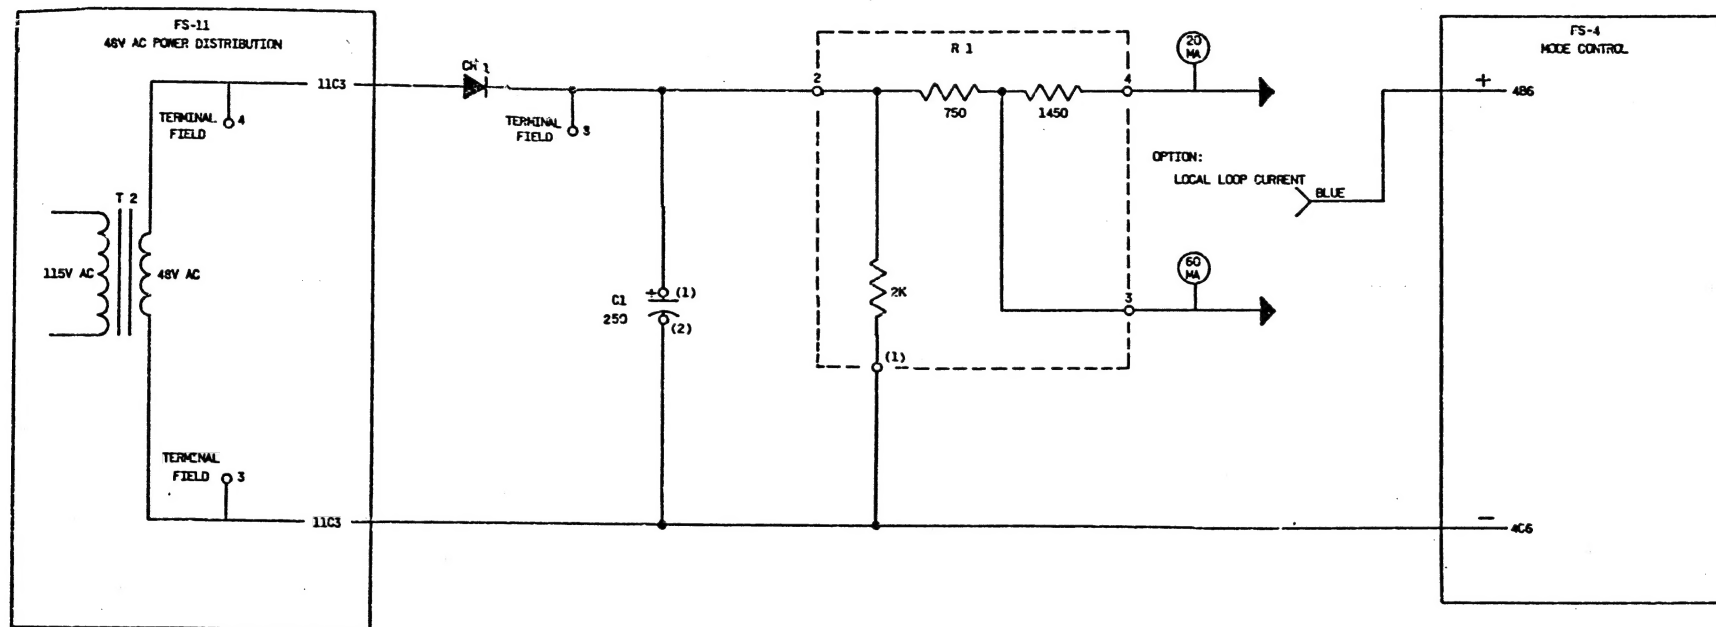 FS-11
48V AC POWER DISTRIBUTION
11C3
TERMINAL
FIELD
4
T 2
115V AC
48V AC
TERMINAL
FIELD
3
11C3
CR 1
TERMINAL
FIELD
3
C1
250
+
(1)
(2)
R 1
2
750
1450
4
2K
(1)
3
20
MA
60
MA
OPTION:
LOCAL LOOP CURRENT
BLUE
FS-4
MODE CONTROL
+
4B6
-
4C6